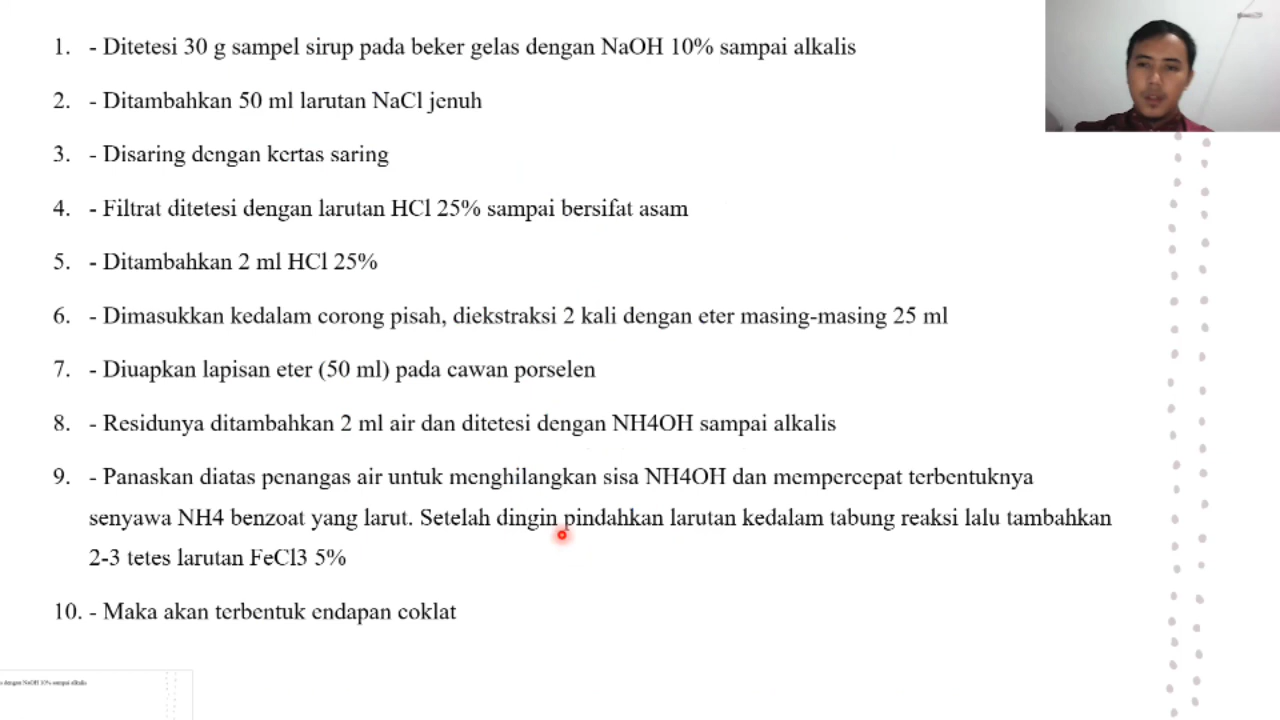 1. - Ditetesi 30 g sampel sirup pada beker gelas dengan NaOH 10% sampai alkalis
2. - Ditambahkan 50 ml larutan NaCl jenuh
3. - Disaring dengan kertas saring
4. - Filtrat ditetesi dengan larutan HCl 25% sampai bersifat asam
5. - Ditambahkan 2 ml HCl 25%
6. - Dimasukkan kedalam corong pisah, diekstraksi 2 kali dengan eter masing-masing 25 ml
7. - Diuapkan lapisan eter (50 ml) pada cawan porselen
8. - Residunya ditambahkan 2 ml air dan ditetesi dengan NH4OH sampai alkalis
9. - Panaskan diatas penangas air untuk menghilangkan sisa NH4OH dan mempercepat terbentuknya
senyawa NH4 benzoat yang larut. Setelah dingin pindahkan larutan kedalam tabung reaksi lalu tambahkan
2-3 tetes larutan FeCl3 5%
10. - Maka akan terbentuk endapan coklat
dengan NaOH 10% sampai alkalis